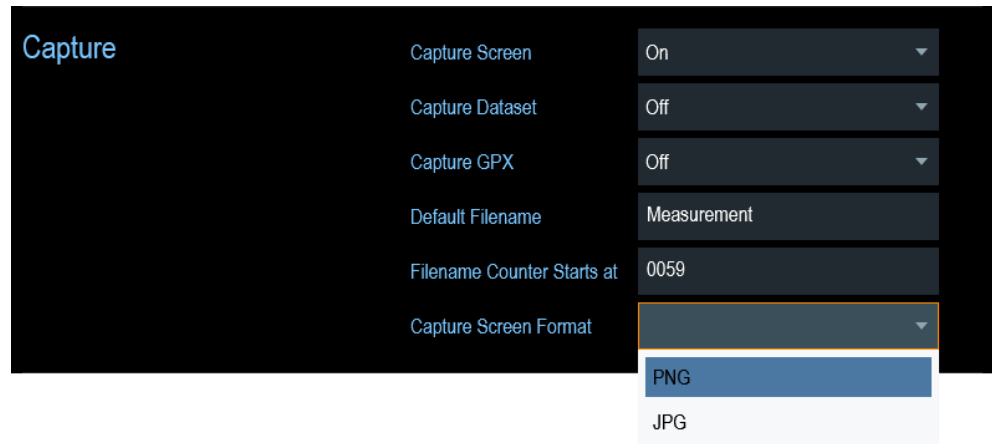 Capture
Capture Screen On
Capture Dataset Off
Capture GPX Off
Default Filename Measurement
Filename Counter Starts at 0059
Capture Screen Format
PNG
JPG